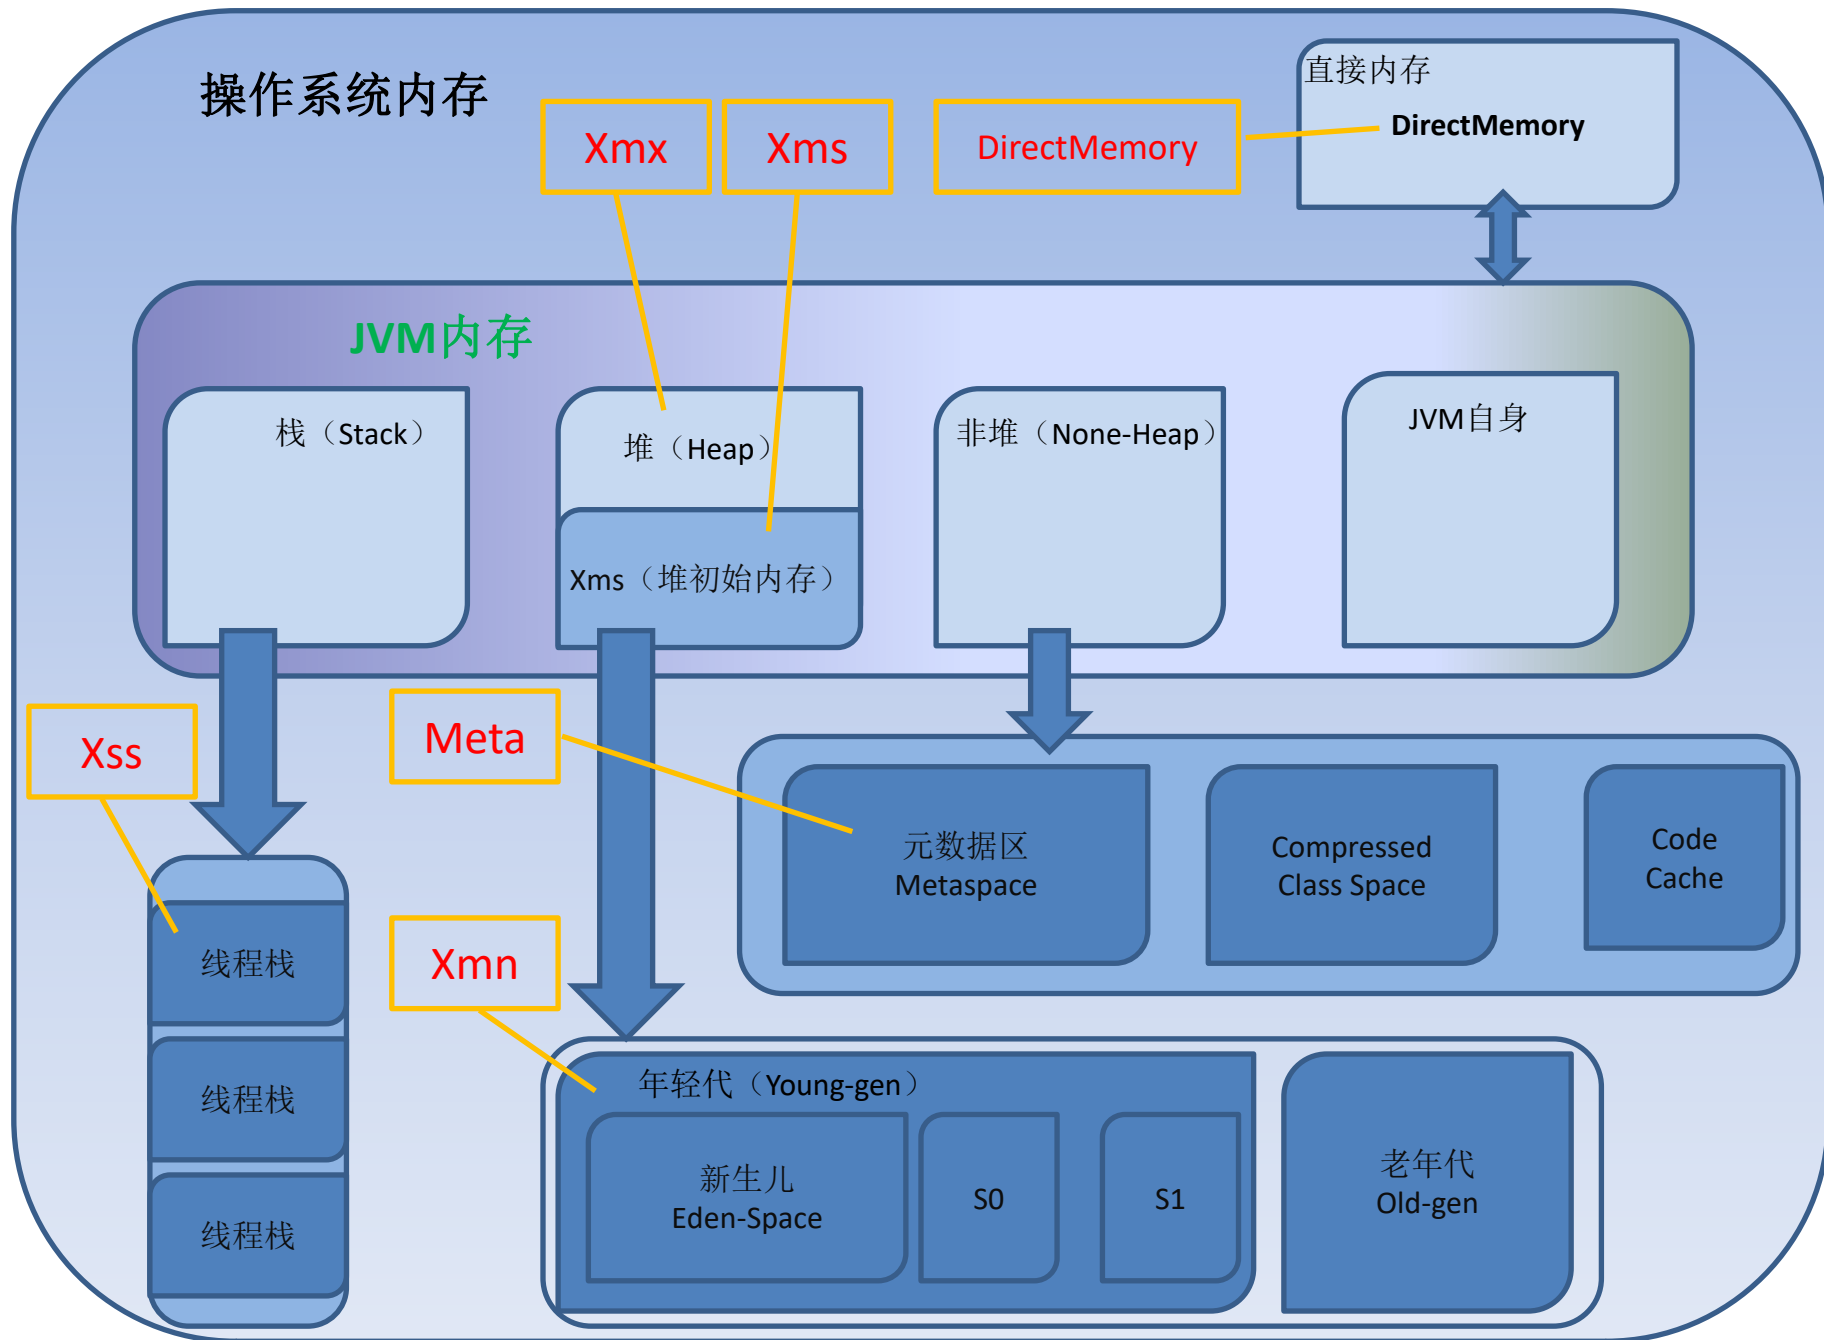 操作系统内存
直接内存
DirectMemory
Xmx
Xms
DirectMemory
JVM内存
栈（Stack）
堆（Heap）
非堆（None-Heap）
JVM自身
Xms（堆初始内存）
Xss
Meta
元数据区
Metaspace
Compressed
Class Space
Code
Cache
线程栈
线程栈
线程栈
Xmn
年轻代（Young-gen）
新生儿
Eden-Space
S0
S1
老年代
Old-gen